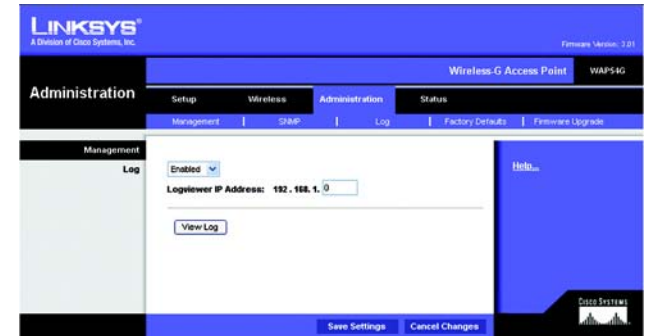 LINKSYS®
A Division of Cisco Systems, Inc.
Firmware Version: 3.01
Wireless-G Access Point WAP54G
Administration
Setup Wireless Administration Status
Management | SNMP | Log | Factory Defaults | Firmware Upgrade
Management
Log
Enabled
Logviewer IP Address: 192 . 168. 1. 0
View Log
Help...
Save Settings Cancel Changes
CISCO SYSTEMS